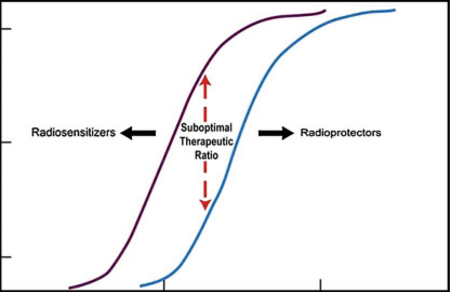 Radiosensitizers
Suboptimal
Therapeutic
Ratio
Radioprotectors